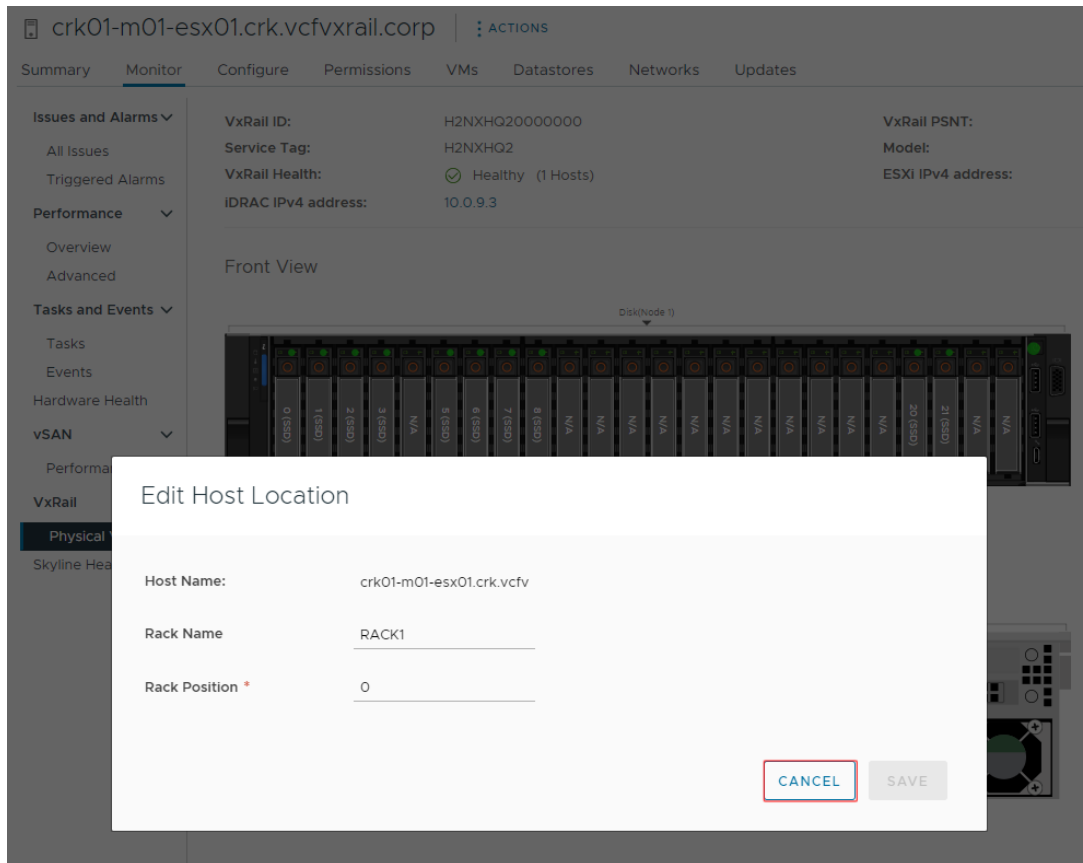 crk01-m01-esx01.crk.vcfvxrail.corp ACTIONS
Summary Monitor Configure Permissions VMs Datastores Networks Updates
Issues and Alarms
All Issues
Triggered Alarms
Performance
Overview
Advanced
Tasks and Events
Tasks
Events
Hardware Health
vSAN
Performa
VxRail
Physical
Skyline Hea
VxRail ID: H2NXHQ20000000 VxRail PSNT:
Service Tag: H2NXHQ2 Model:
VxRail Health: Healthy (1 Hosts) ESXi IPv4 address:
iDRAC IPv4 address: 10.0.9.3
Front View
Disk(Node 1)
0 (SSD)
1 (SSD)
2 (SSD)
3 (SSD)
N/A
5 (SSD)
6 (SSD)
7 (SSD)
8 (SSD)
N/A
N/A
N/A
N/A
N/A
N/A
N/A
N/A
N/A
N/A
N/A
20 (SSD)
21 (SSD)
N/A
N/A
Edit Host Location
Host Name: crk01-m01-esx01.crk.vcfv
Rack Name RACK1
Rack Position * 0
CANCEL SAVE